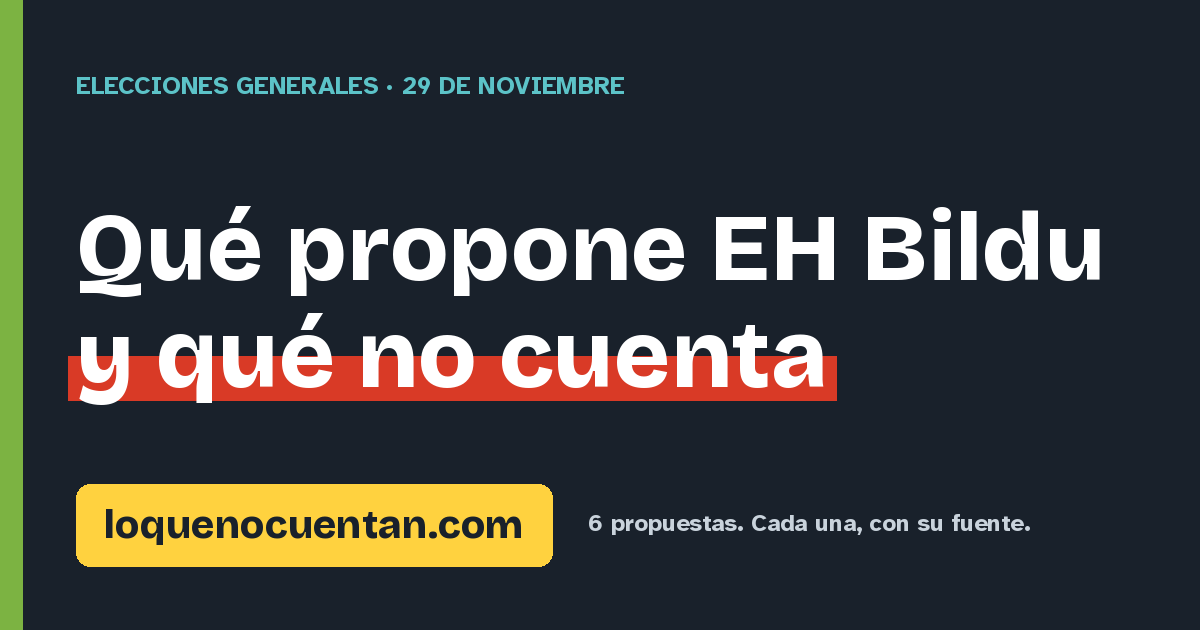 ELECCIONES GENERALES · 29 DE NOVIEMBRE
Qué propone EH Bildu
y qué no cuenta
loquenocuentan.com
6 propuestas. Cada una, con su fuente.